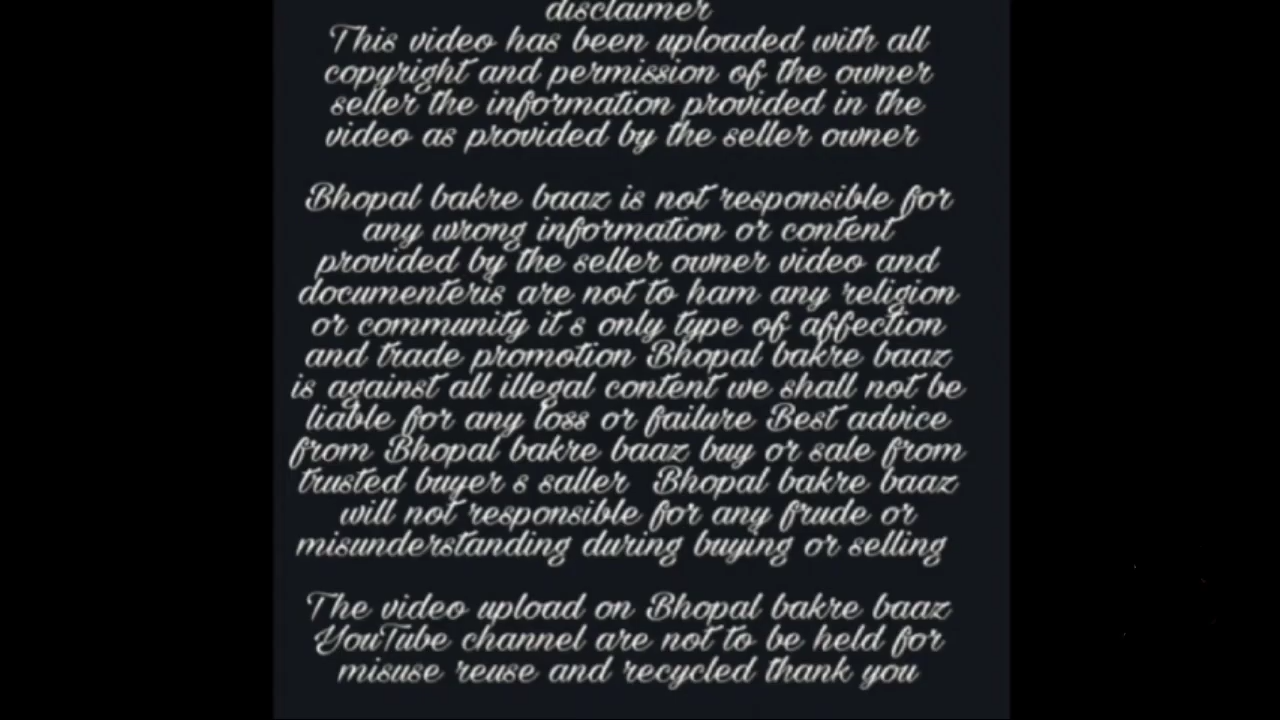 disclaimer
This video has been uploaded with all
copyright and permission of the owner
seller the information provided in the
video as provided by the seller owner
Bhopal bakre baaz is not responsible for
any wrong information or content
provided by the seller owner video and
documenteris are not to ham any religion
or community it s only type of affection
and trade promotion Bhopal bakre baaz
is against all illegal content we shall not be
liable for any loss or failure Best advice
from Bhopal bakre baaz buy or sale from
trusted buyer s saller Bhopal bakre baaz
will not responsible for any frude or
misunderstanding during buying or selling
The video upload on Bhopal bakre baaz
YouTube channel are not to be held for
misuse reuse and recycled thank you